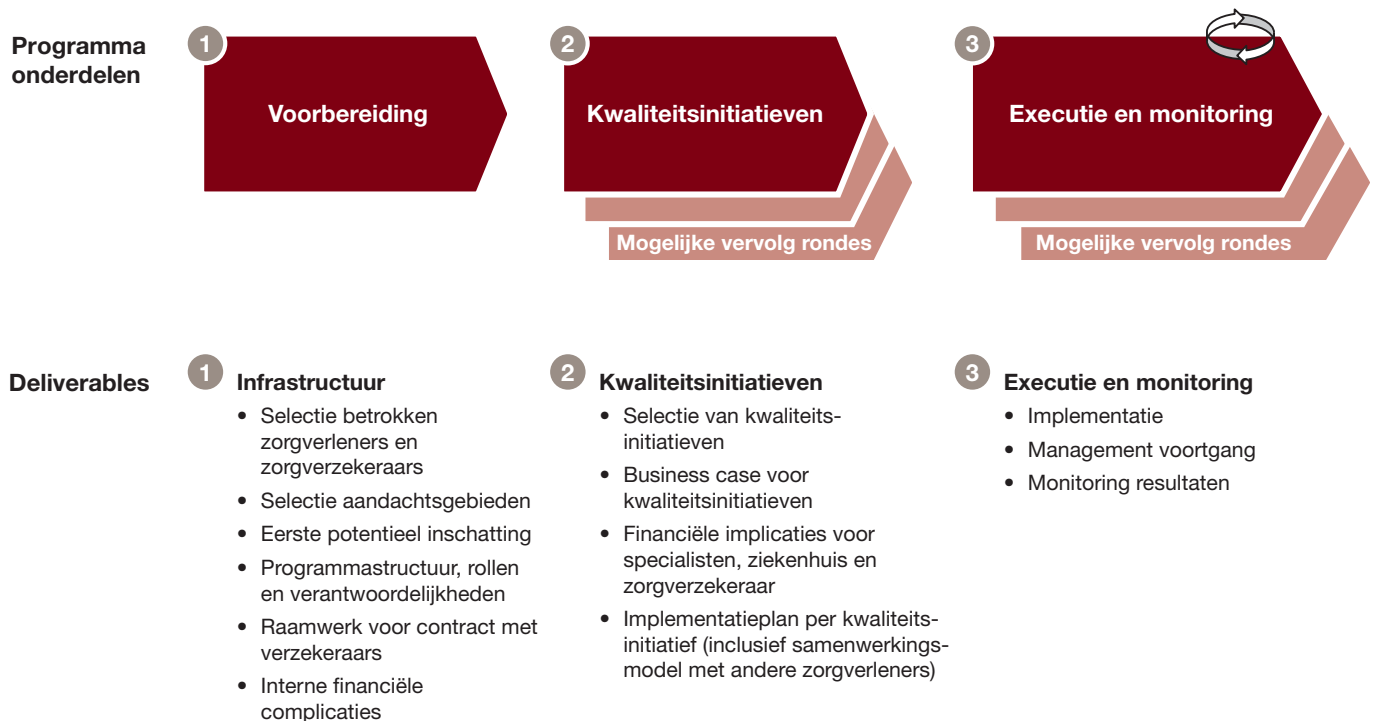 Programma
onderdelen
1
Voorbereiding
2
Kwaliteitsinitiatieven
Mogelijke vervolg rondes
3
Executie en monitoring
Mogelijke vervolg rondes
Deliverables
1
Infrastructuur
• Selectie betrokken
zorgverleners en
zorgverzekeraars
• Selectie aandachtsgebieden
• Eerste potentieel inschatting
• Programmastructuur, rollen
en verantwoordelijkheden
• Raamwerk voor contract met
verzekeraars
• Interne financiële
complicaties
2
Kwaliteitsinitiatieven
• Selectie van kwaliteits-
initiatieven
• Business case voor
kwaliteitsinitiatieven
• Financiële implicaties voor
specialisten, ziekenhuis en
zorgverzekeraar
• Implementatieplan per kwaliteits-
initiatief (inclusief samenwerkings-
model met andere zorgverleners)
3
Executie en monitoring
• Implementatie
• Management voortgang
• Monitoring resultaten